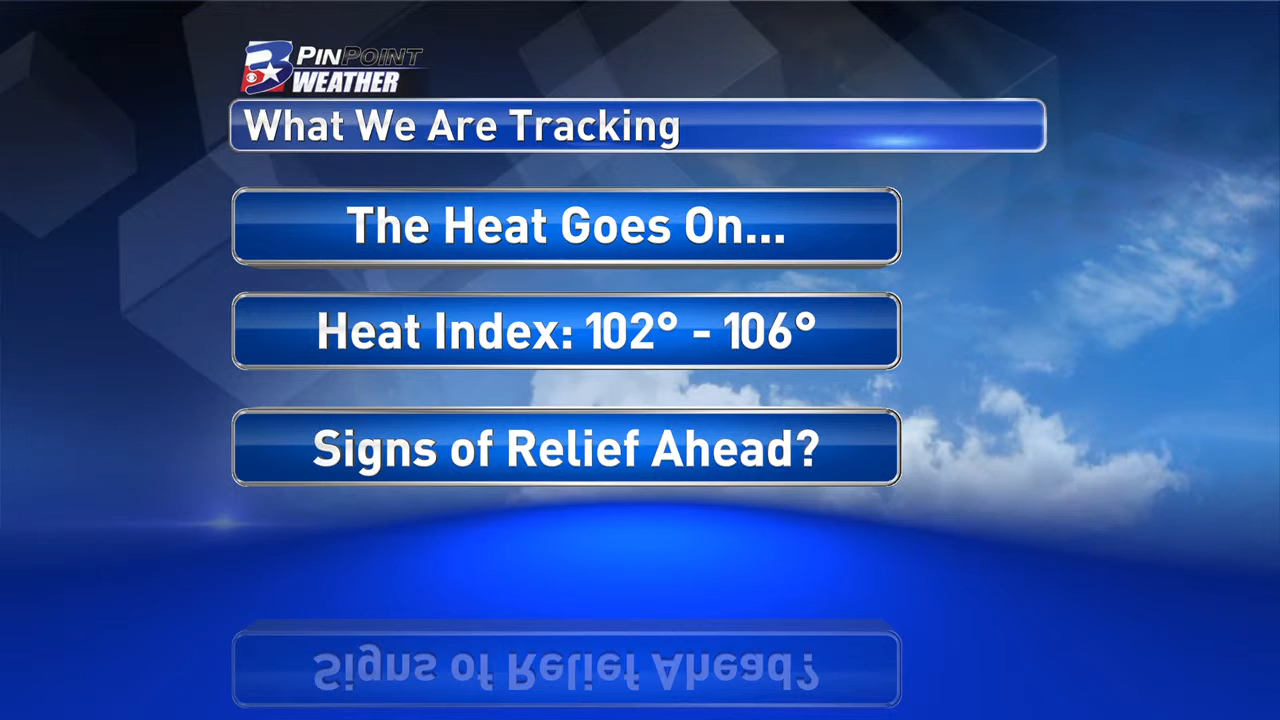 3 PINPOINT
WEATHER
What We Are Tracking
The Heat Goes On...
Heat Index: 102° - 106°
Signs of Relief Ahead?
Signs of Relief Ahead?